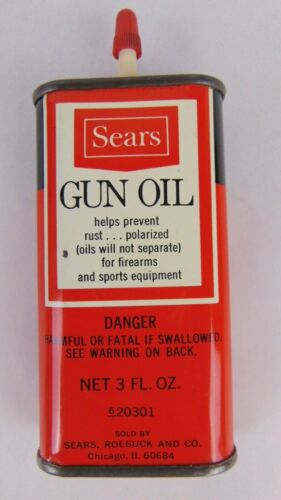 Sears
GUN OIL
helps prevent
rust . . . polarized
(oils will not separate)
for firearms
and sports equipment
DANGER
HARMFUL OR FATAL IF SWALLOWED.
SEE WARNING ON BACK.
NET 3 FL. OZ.
620301
SOLD BY
SEARS, ROEBUCK AND CO.
Chicago, Il. 60684